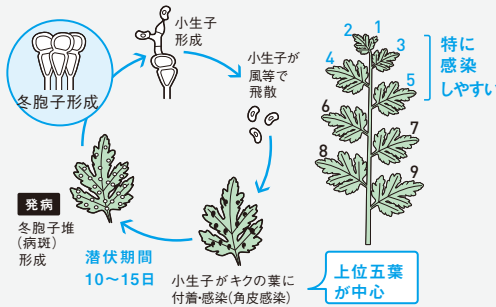 冬胞子形成
小生子
形成
小生子が
風等で
飛散
小生子がキクの葉に
付着・感染(角皮感染)
潜伏期間
10〜15日
発病
冬胞子堆
(病斑)
形成
1
2
3
4
5
6
7
8
9
特に
感染
しやすい
上位五葉
が中心